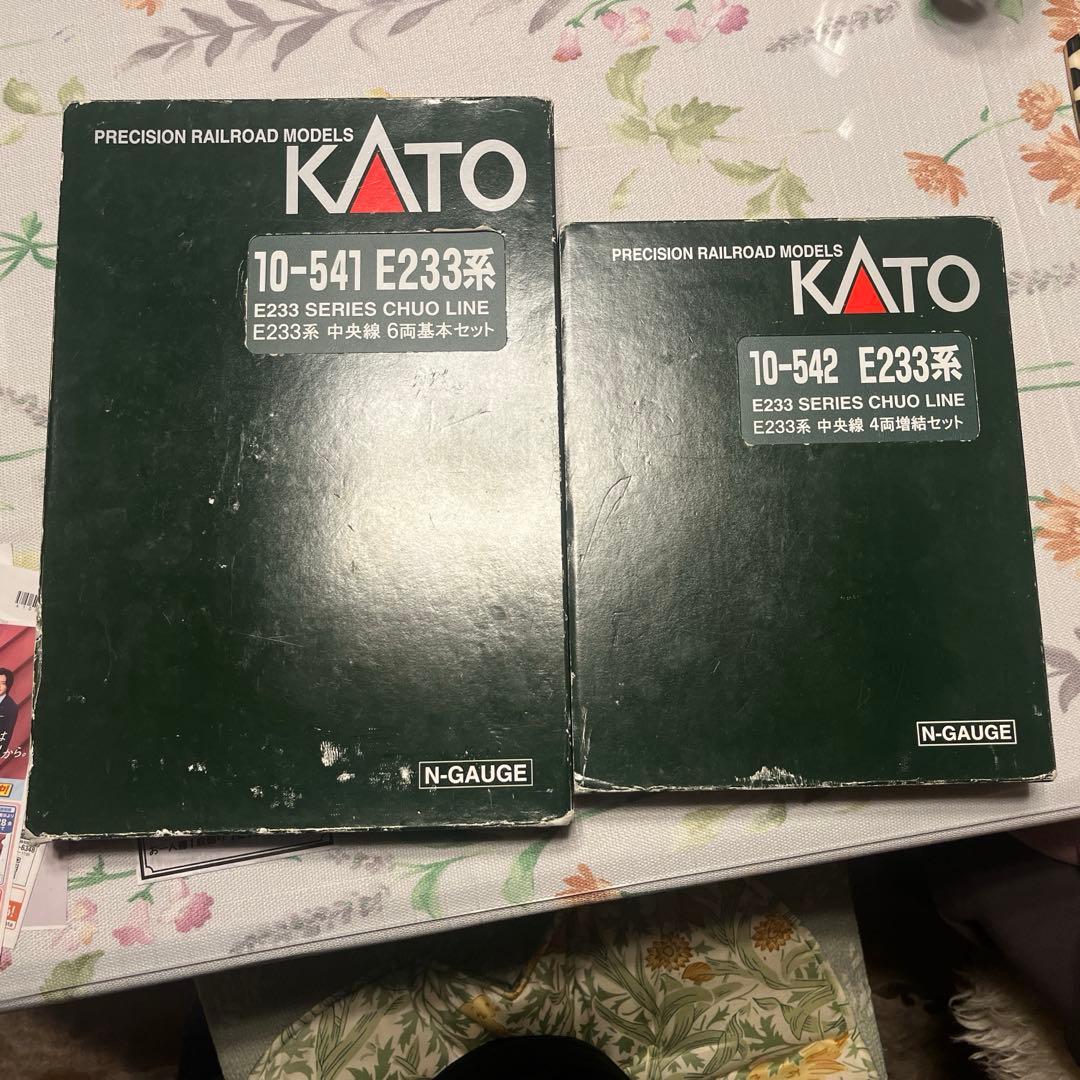 PRECISION RAILROAD MODELS
KATO
10-541 E233系
E233 SERIES CHUO LINE
E233系 中央線 6両基本セット
N-GAUGE
PRECISION RAILROAD MODELS
KATO
10-542 E233系
E233 SERIES CHUO LINE
E233系 中央線 4両増結セット
N-GAUGE
から。